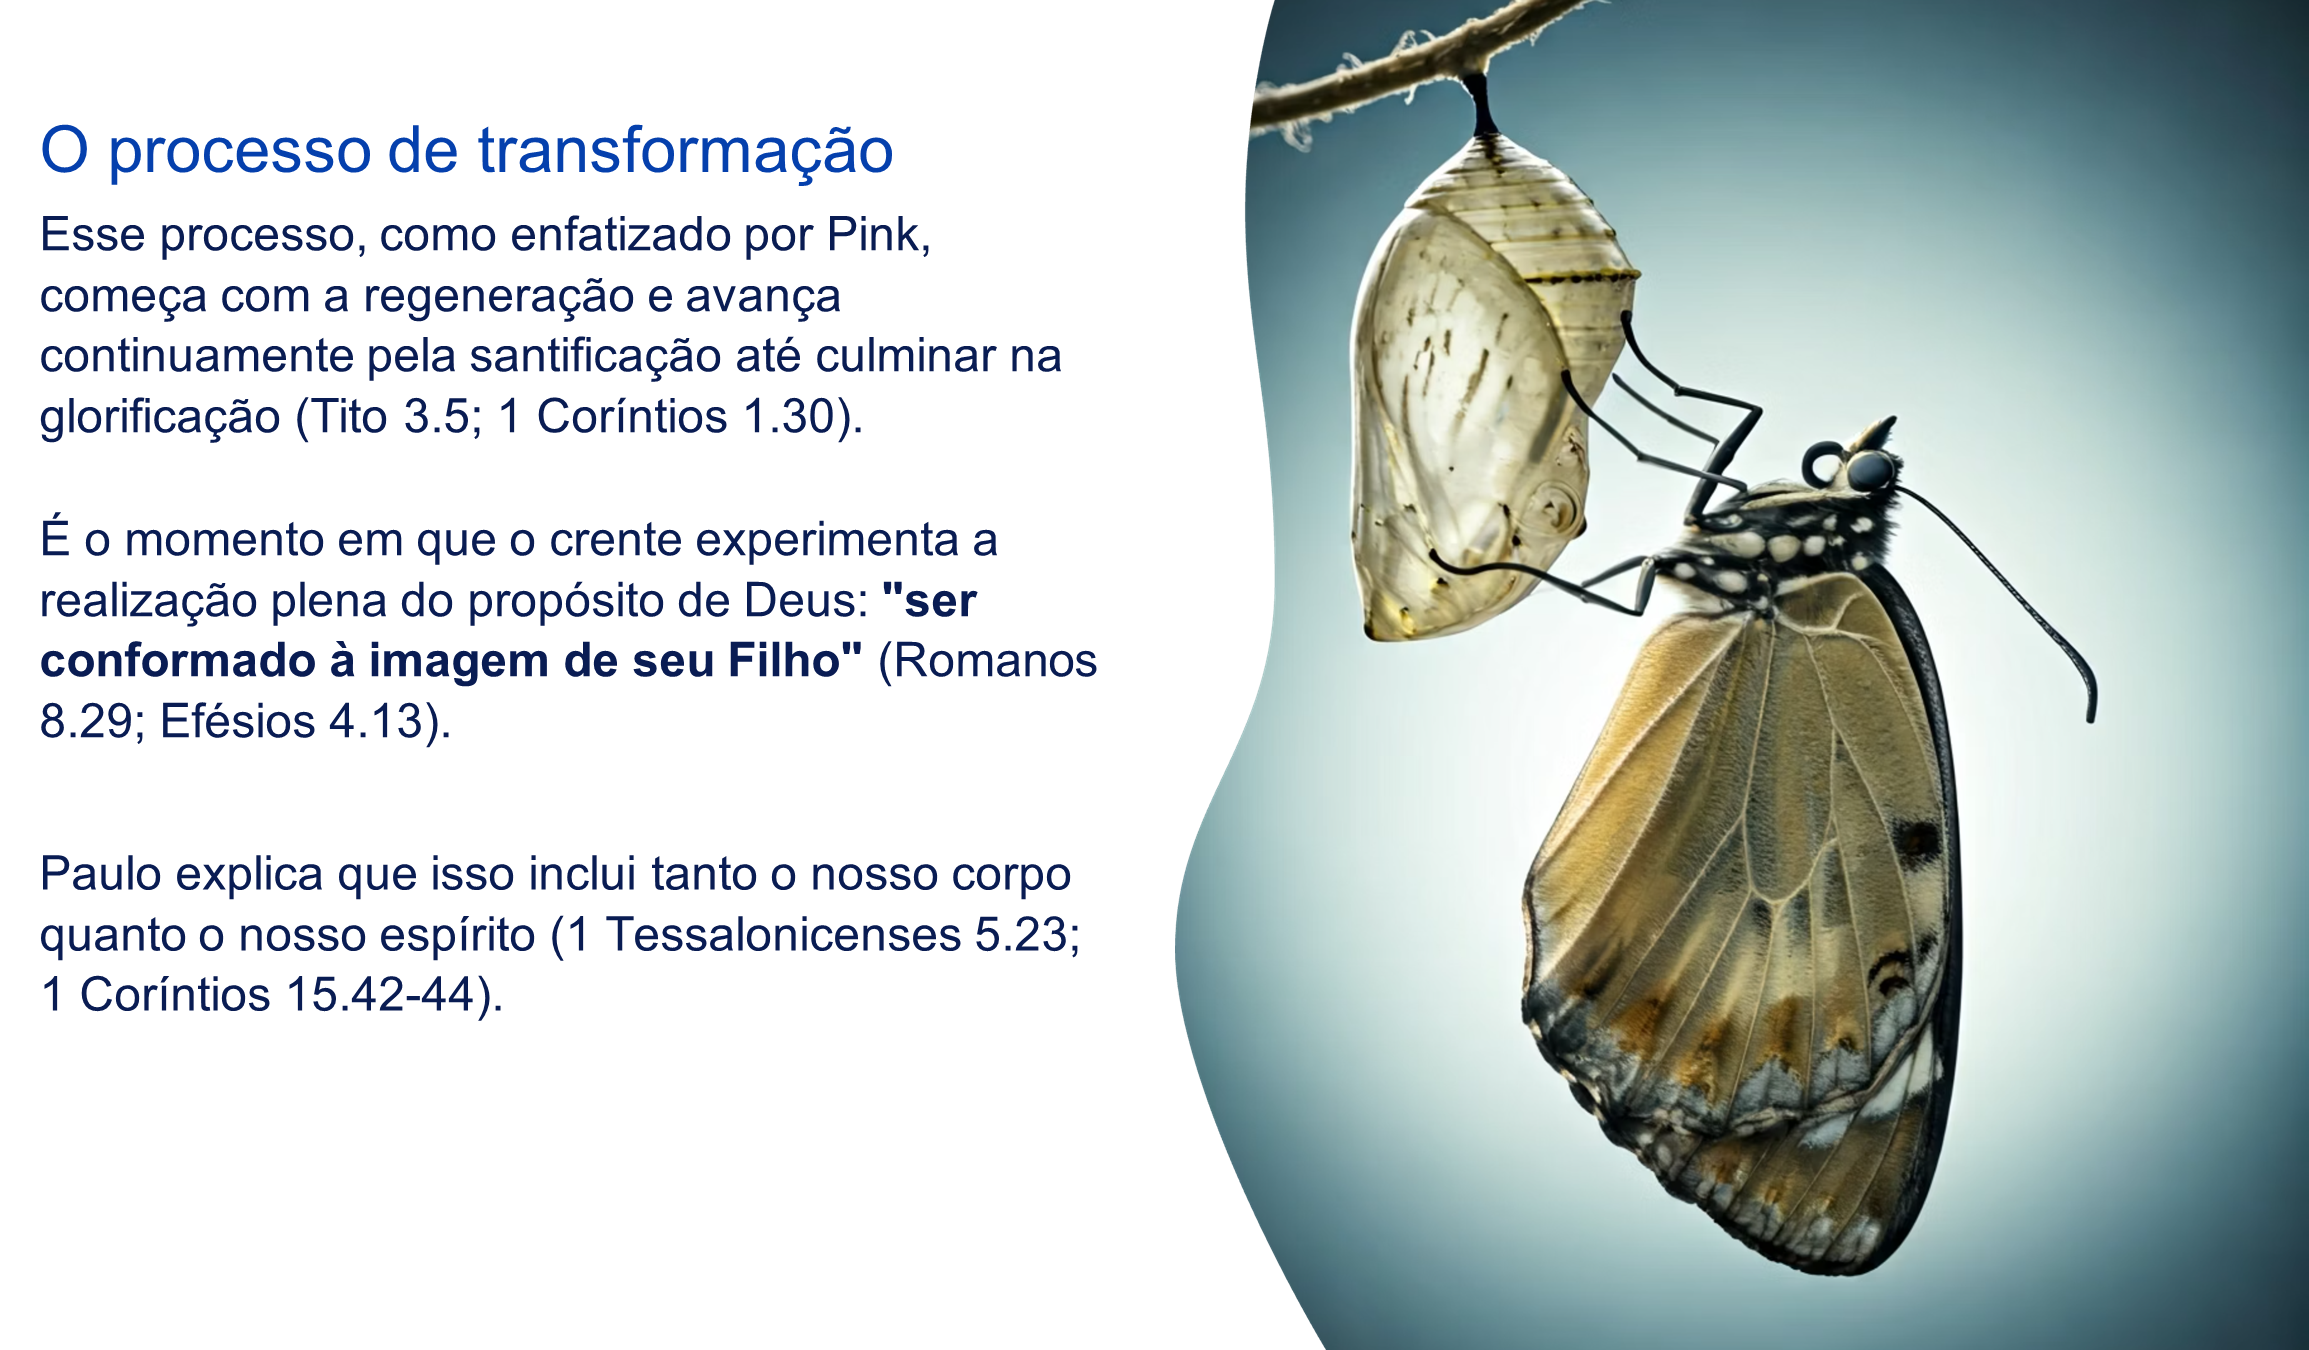 O processo de transformação
Esse processo, como enfatizado por Pink,
começa com a regeneração e avança
continuamente pela santificação até culminar na
glorificação (Tito 3.5; 1 Coríntios 1.30).
É o momento em que o crente experimenta a
realização plena do propósito de Deus: "ser
conformado à imagem de seu Filho" (Romanos
8.29; Efésios 4.13).
Paulo explica que isso inclui tanto o nosso corpo
quanto o nosso espírito (1 Tessalonicenses 5.23;
1 Coríntios 15.42-44).